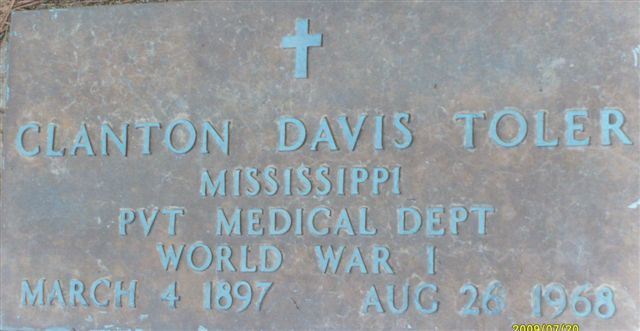 CLANTON DAVIS TOLER
MISSISSIPPI
PVT MEDICAL DEPT
WORLD WAR I
MARCH 4 1897 AUG 26 1968
2009/07/20